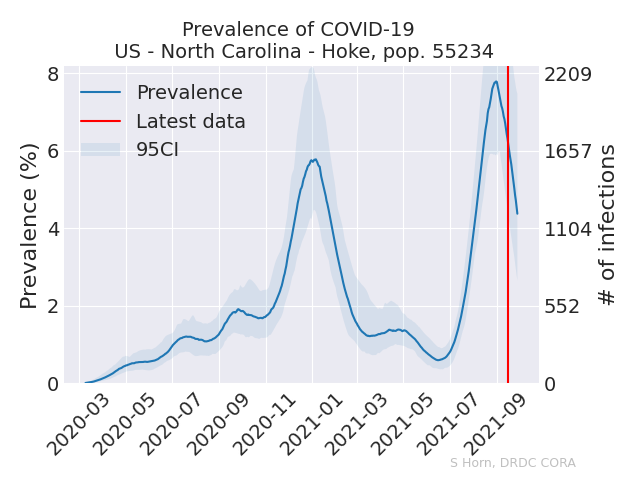 Prevalence of COVID-19
US - North Carolina - Hoke, pop. 55234
Prevalence
Latest data
95CI
Prevalence (%)
8
6
4
2
0
# of infections
2209
1657
1104
552
0
2020-03
2020-05
2020-07
2020-09
2020-11
2021-01
2021-03
2021-05
2021-07
2021-09
S Horn, DRDC CORA